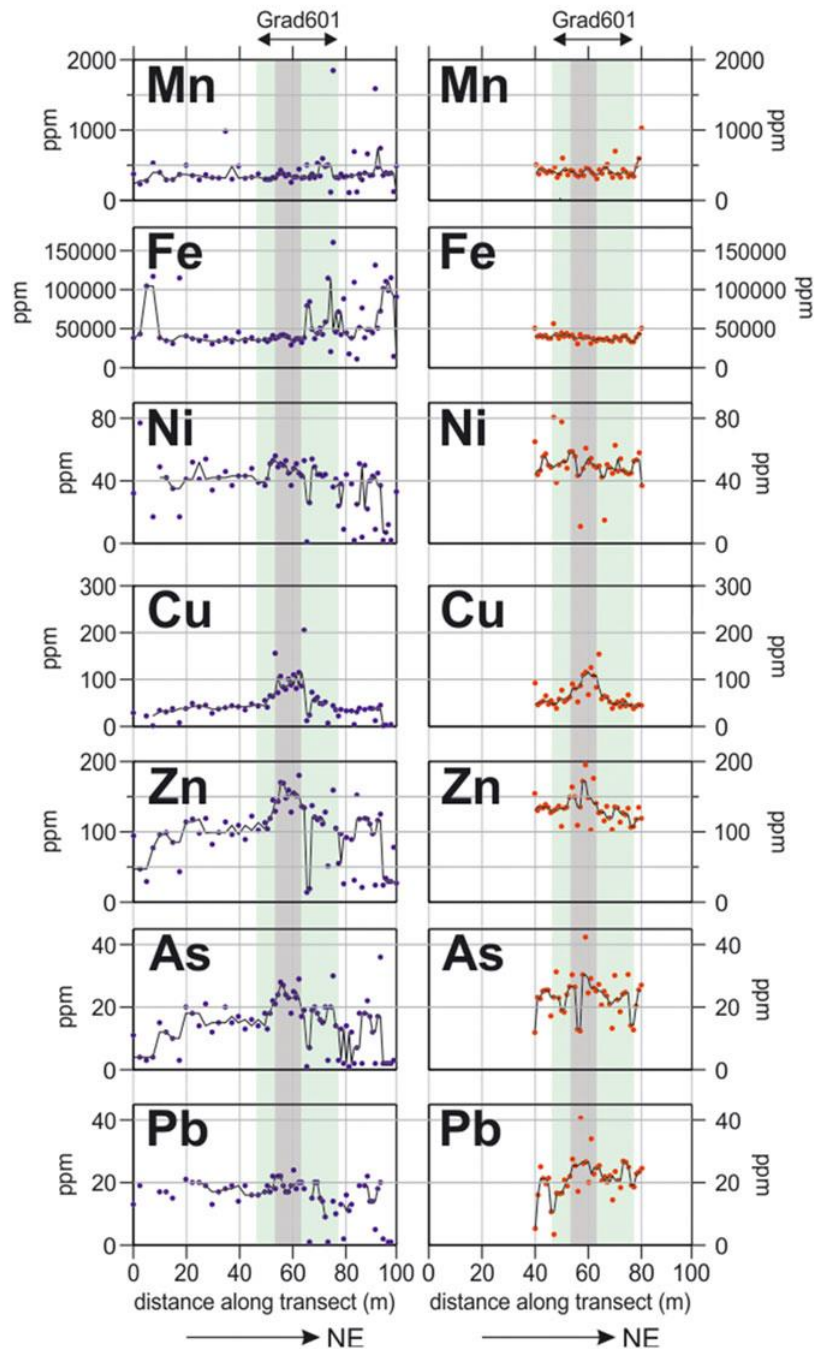 Grad601 Grad601
2000 2000
Mn Mn
ppm 1000 1000 ppm
0 0
Fe Fe
150000 150000
ppm 100000 100000 ppm
50000 50000
0 0
Ni Ni
80 80
ppm 40 40 ppm
0 0
300 300
Cu Cu
ppm 200 200 ppm
100 100
0 0
200 200
Zn Zn
ppm 100 100 ppm
0 0
As As
40 40
ppm 20 20 ppm
0 0
Pb Pb
40 40
ppm 20 20 ppm
0 0
0 20 40 60 80 100 0 20 40 60 80 100
distance along transect (m) distance along transect (m)
NE NE